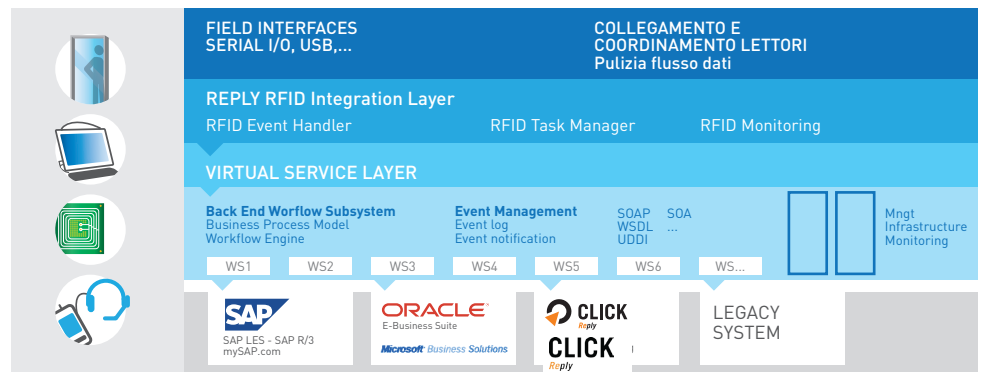 FIELD INTERFACES
SERIAL I/O, USB,...
COLLEGAMENTO E
COORDINAMENTO LETTORI
Pulizia flusso dati
REPLY RFID Integration Layer
RFID Event Handler
RFID Task Manager
RFID Monitoring
VIRTUAL SERVICE LAYER
Back End Worflow Subsystem
Business Process Model
Workflow Engine
Event Management
Event log
Event notification
SOAP SOA
WSDL ...
UDDI
Mngt
Infrastructure
Monitoring
WS1 WS2 WS3 WS4 WS5 WS6 WS...
SAP
SAP LES - SAP R/3
mySAP.com
ORACLE
E-Business Suite
Microsoft Business Solutions
CLICK
Reply
CLICK
Reply
LEGACY
SYSTEM